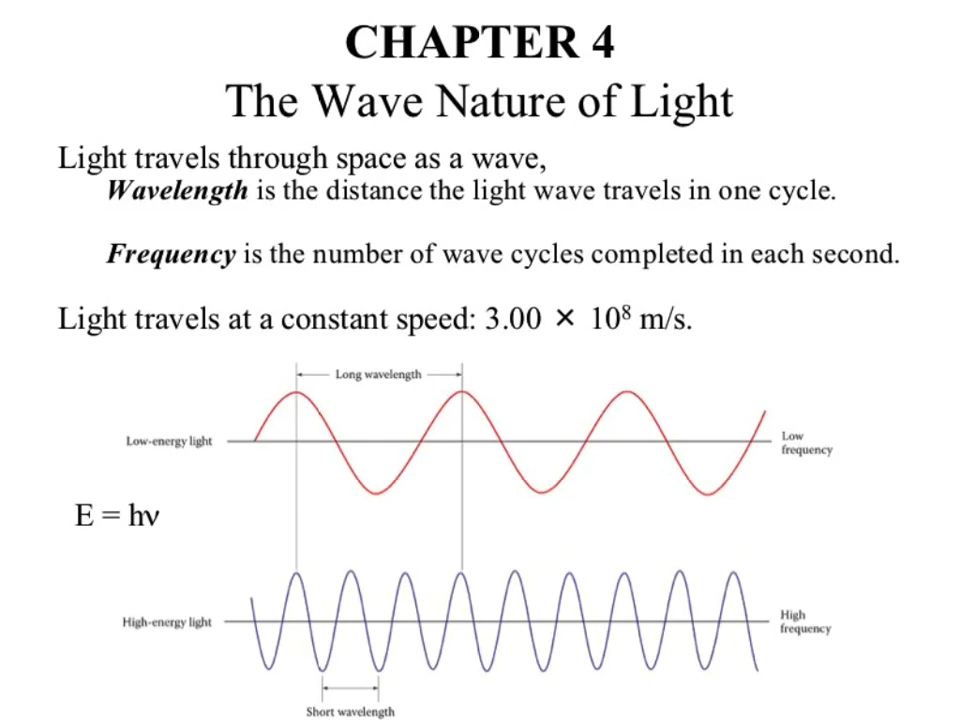 CHAPTER 4
The Wave Nature of Light
Light travels through space as a wave,
Wavelength is the distance the light wave travels in one cycle.
Frequency is the number of wave cycles completed in each second.
Light travels at a constant speed: 3.00 × 10⁸ m/s.
Long wavelength
Low-energy light
Low
frequency
E = hν
High-energy light
High
frequency
Short wavelength